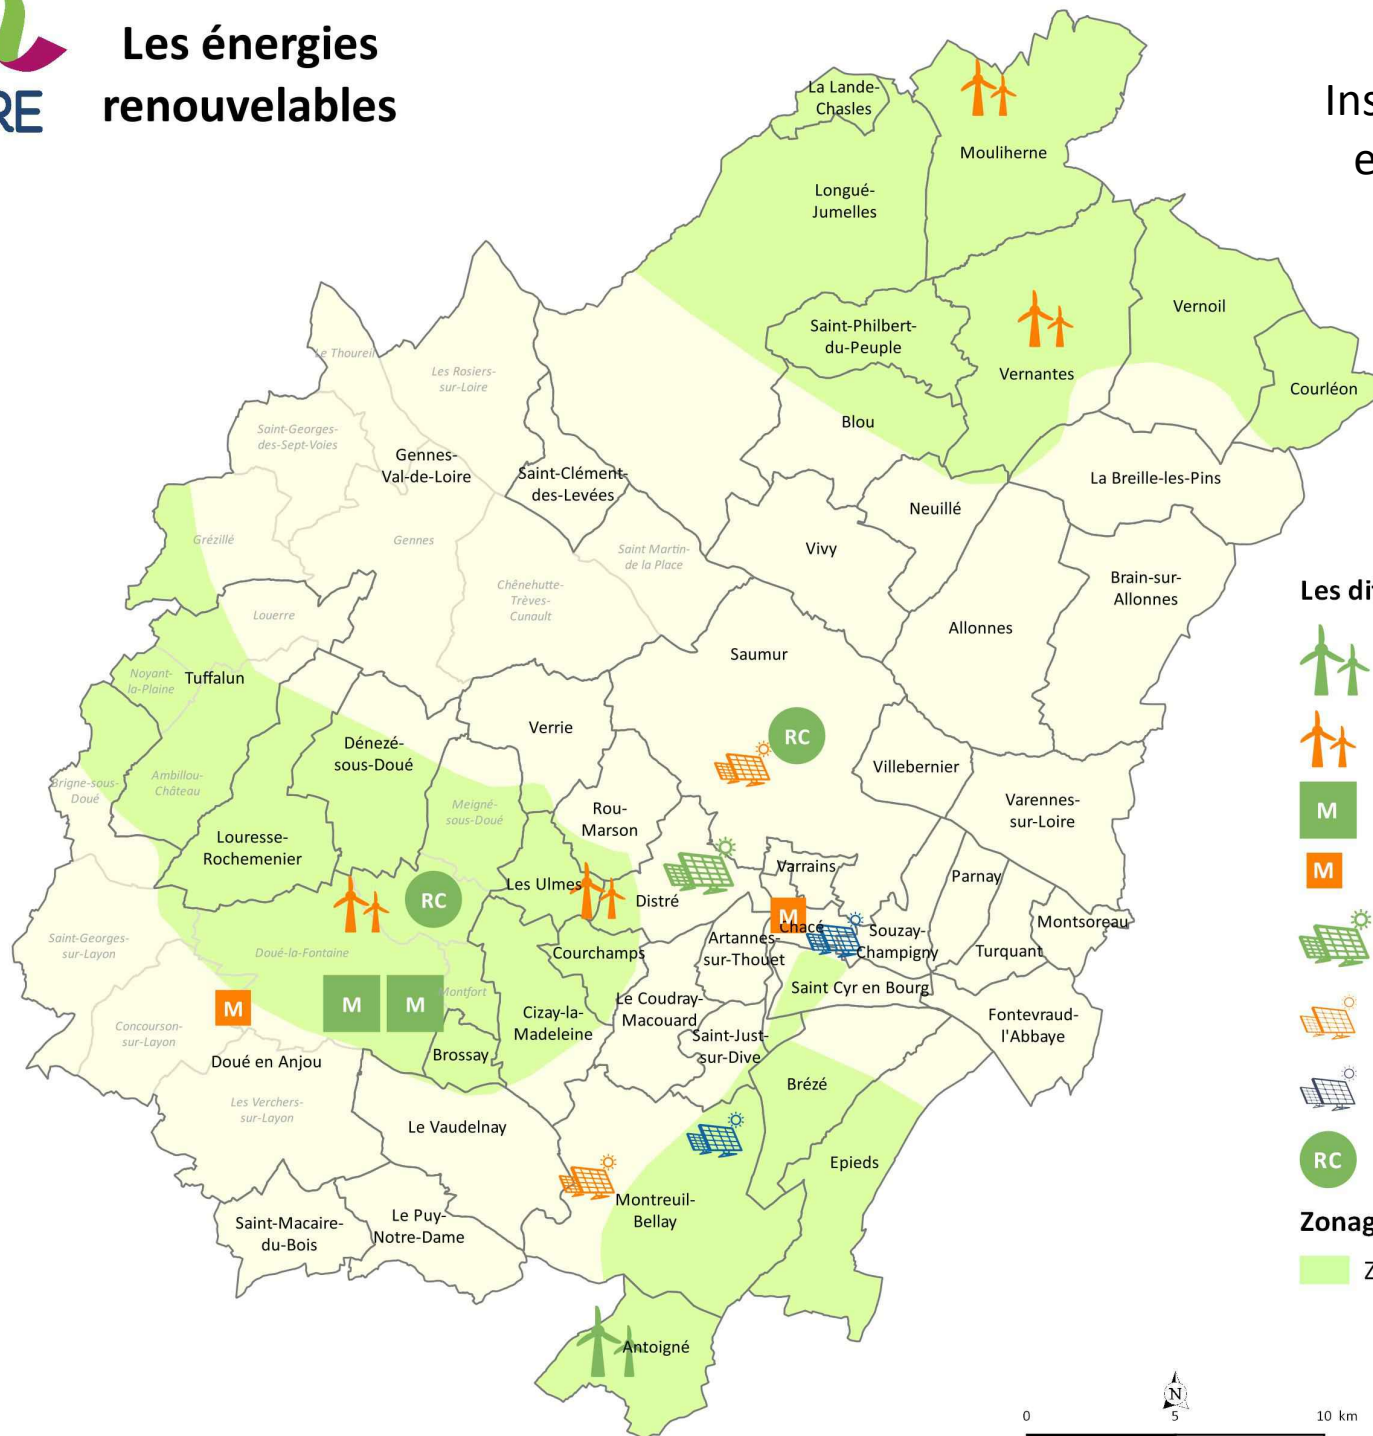 RE
Les énergies
renouvelables
Ins
e
La Lande-
Chasles
Mouliherne
Longué-
Jumelles
Vernoil
Saint-Philbert-
du-Peuple
Vernantes
Courléon
Le Thoureil
Les Rosiers-
sur-Loire
Saint-Georges-
des-Sept-Voies
Blou
Gennes-
Val-de-Loire
Saint-Clément-
des-Levées
La Breille-les-Pins
Neuillé
Grézillé
Gennes
Saint Martin-
de la Place
Vivy
Chênehutte-
Trèves-
Cunault
Brain-sur-
Allonnes
Les di
Louerre
Allonnes
Saumur
Noyant-
la-Plaine
Tuffalun
Verrie
RC
Dénezé-
sous-Doué
Villebernier
Brigne-sous-
Doué
Ambillou-
Château
Meigné-
sous-Doué
Rou-
Marson
Varennes-
sur-Loire
M
Louresse-
Rochemenier
Varrains
Parnay
M
Les Ulmes
RC
Distré
M
Chacé
Montsoreau
Saint-Georges-
sur-Layon
Doué-la-Fontaine
Courchamps
Artannes-
sur-Thouet
Souzay-
Champigny
Turquant
Saint Cyr en Bourg
M
M
M
Montfort
Le Coudray-
Macouard
Cizay-la-
Madeleine
Fontevraud-
l'Abbaye
Concourson-
sur-Layon
Saint-Just-
sur-Dive
Doué en Anjou
Brossay
Brézé
Les Verchers-
sur-Layon
Le Vaudelnay
Epieds
RC
Montreuil-
Bellay
Saint-Macaire-
du-Bois
Le Puy-
Notre-Dame
Zonag
Z
Antoigné
N
0 5 10 km